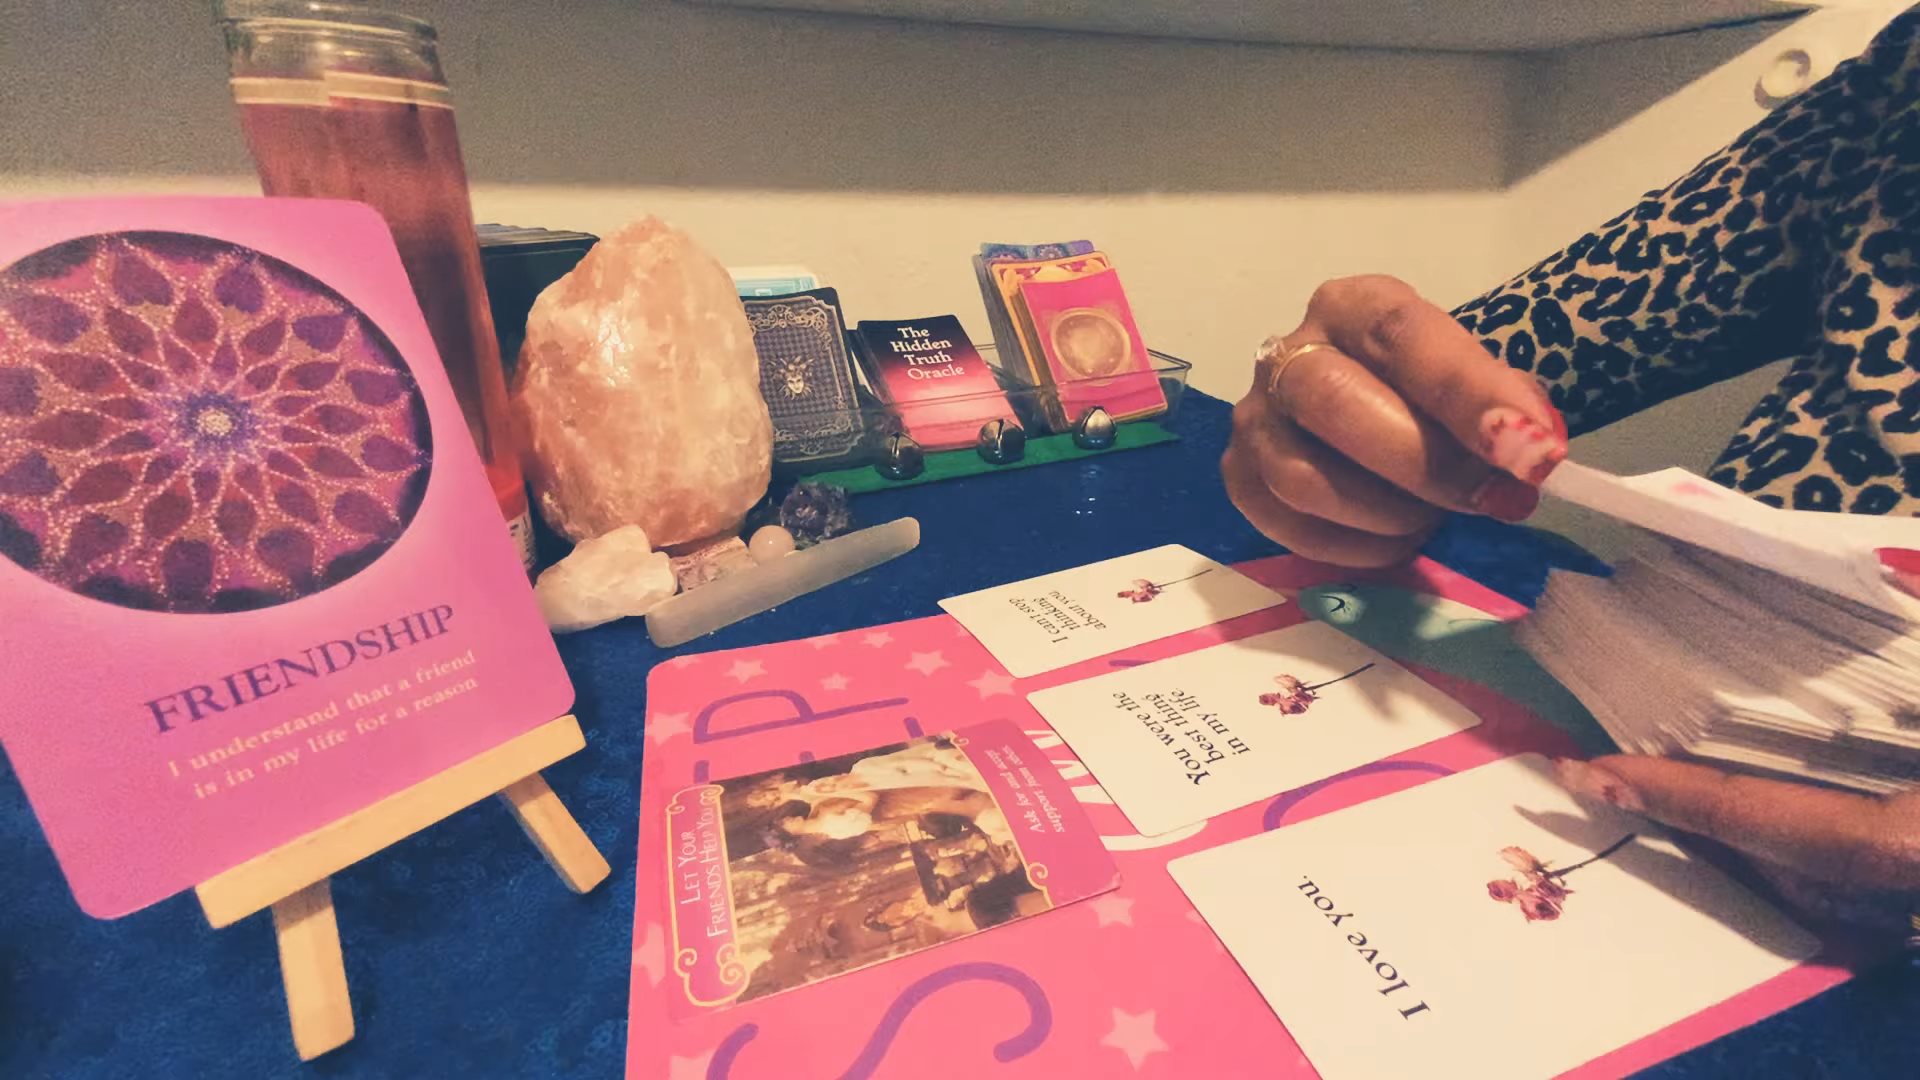 The
Hidden
Truth
Oracle
FRIENDSHIP
I understand that a friend
is in my life for a reason
I can't stop
thinking
about you
You were the
best thing
in my life.
I love you.
LET YOUR
FRIENDS HELP YOU
Ask for and accept
support from others.